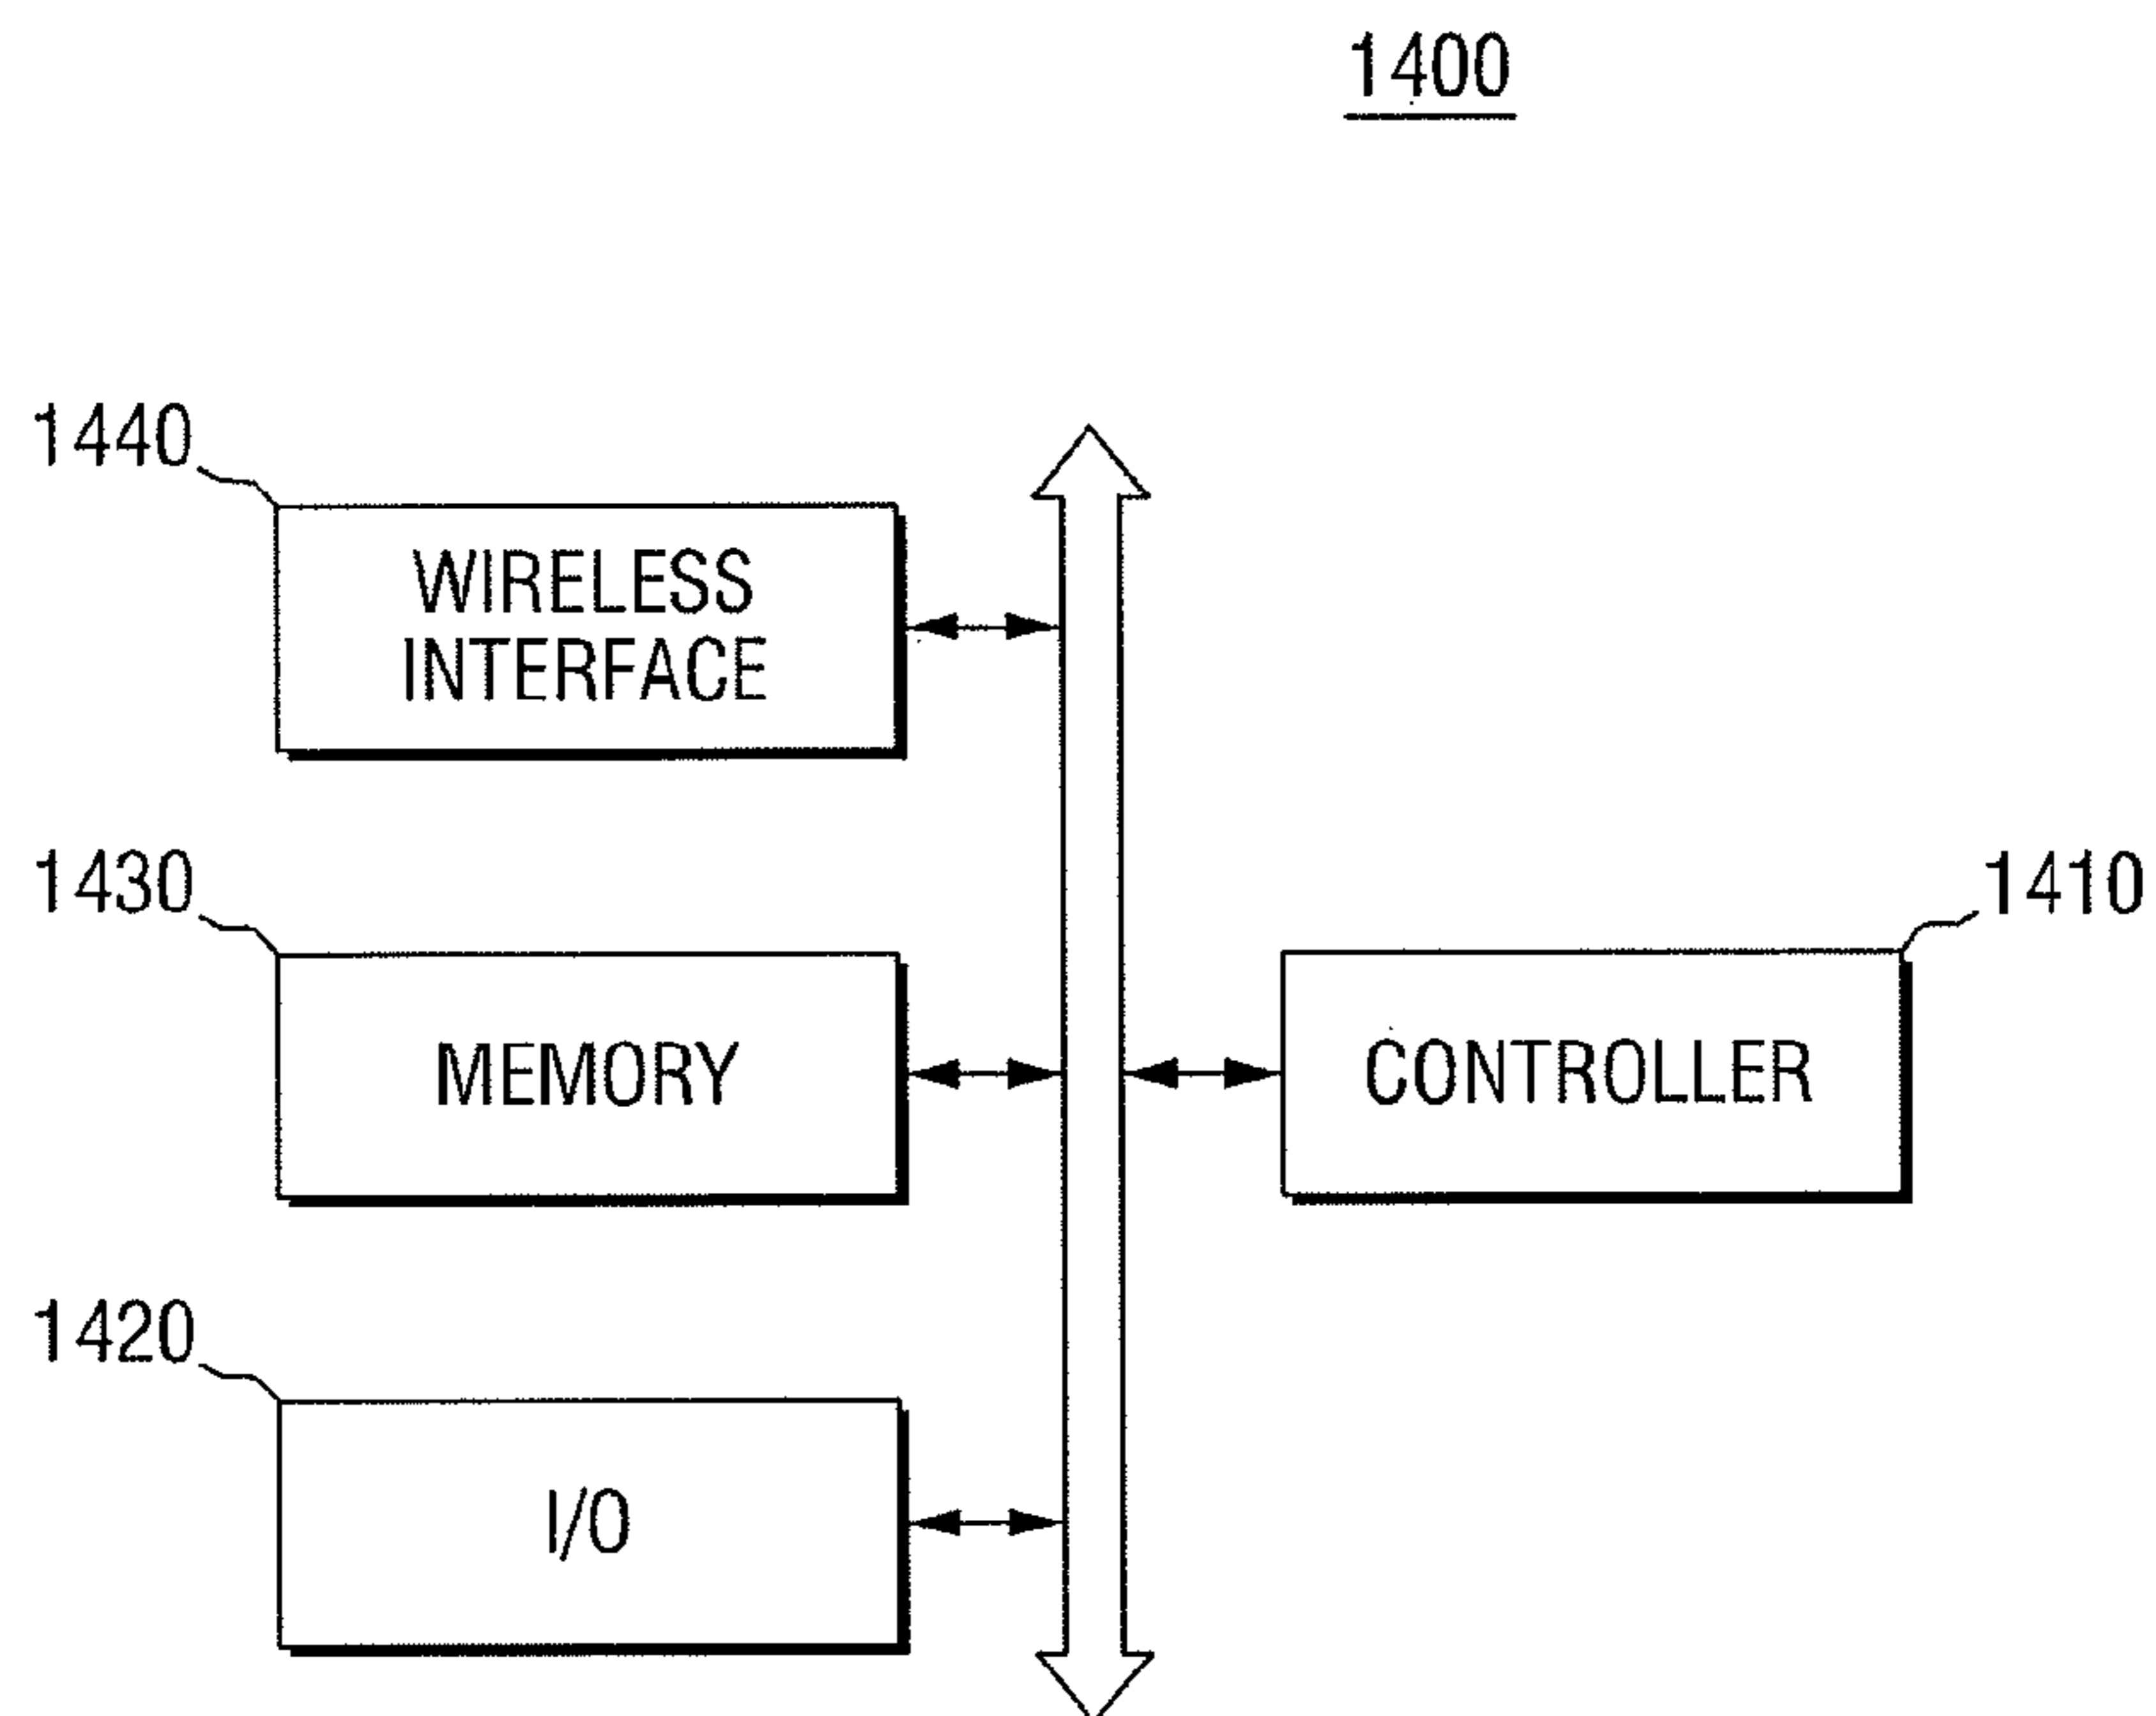 1400
1440
WIRELESS
INTERFACE
1430
MEMORY
1410
CONTROLLER
1420
I/O